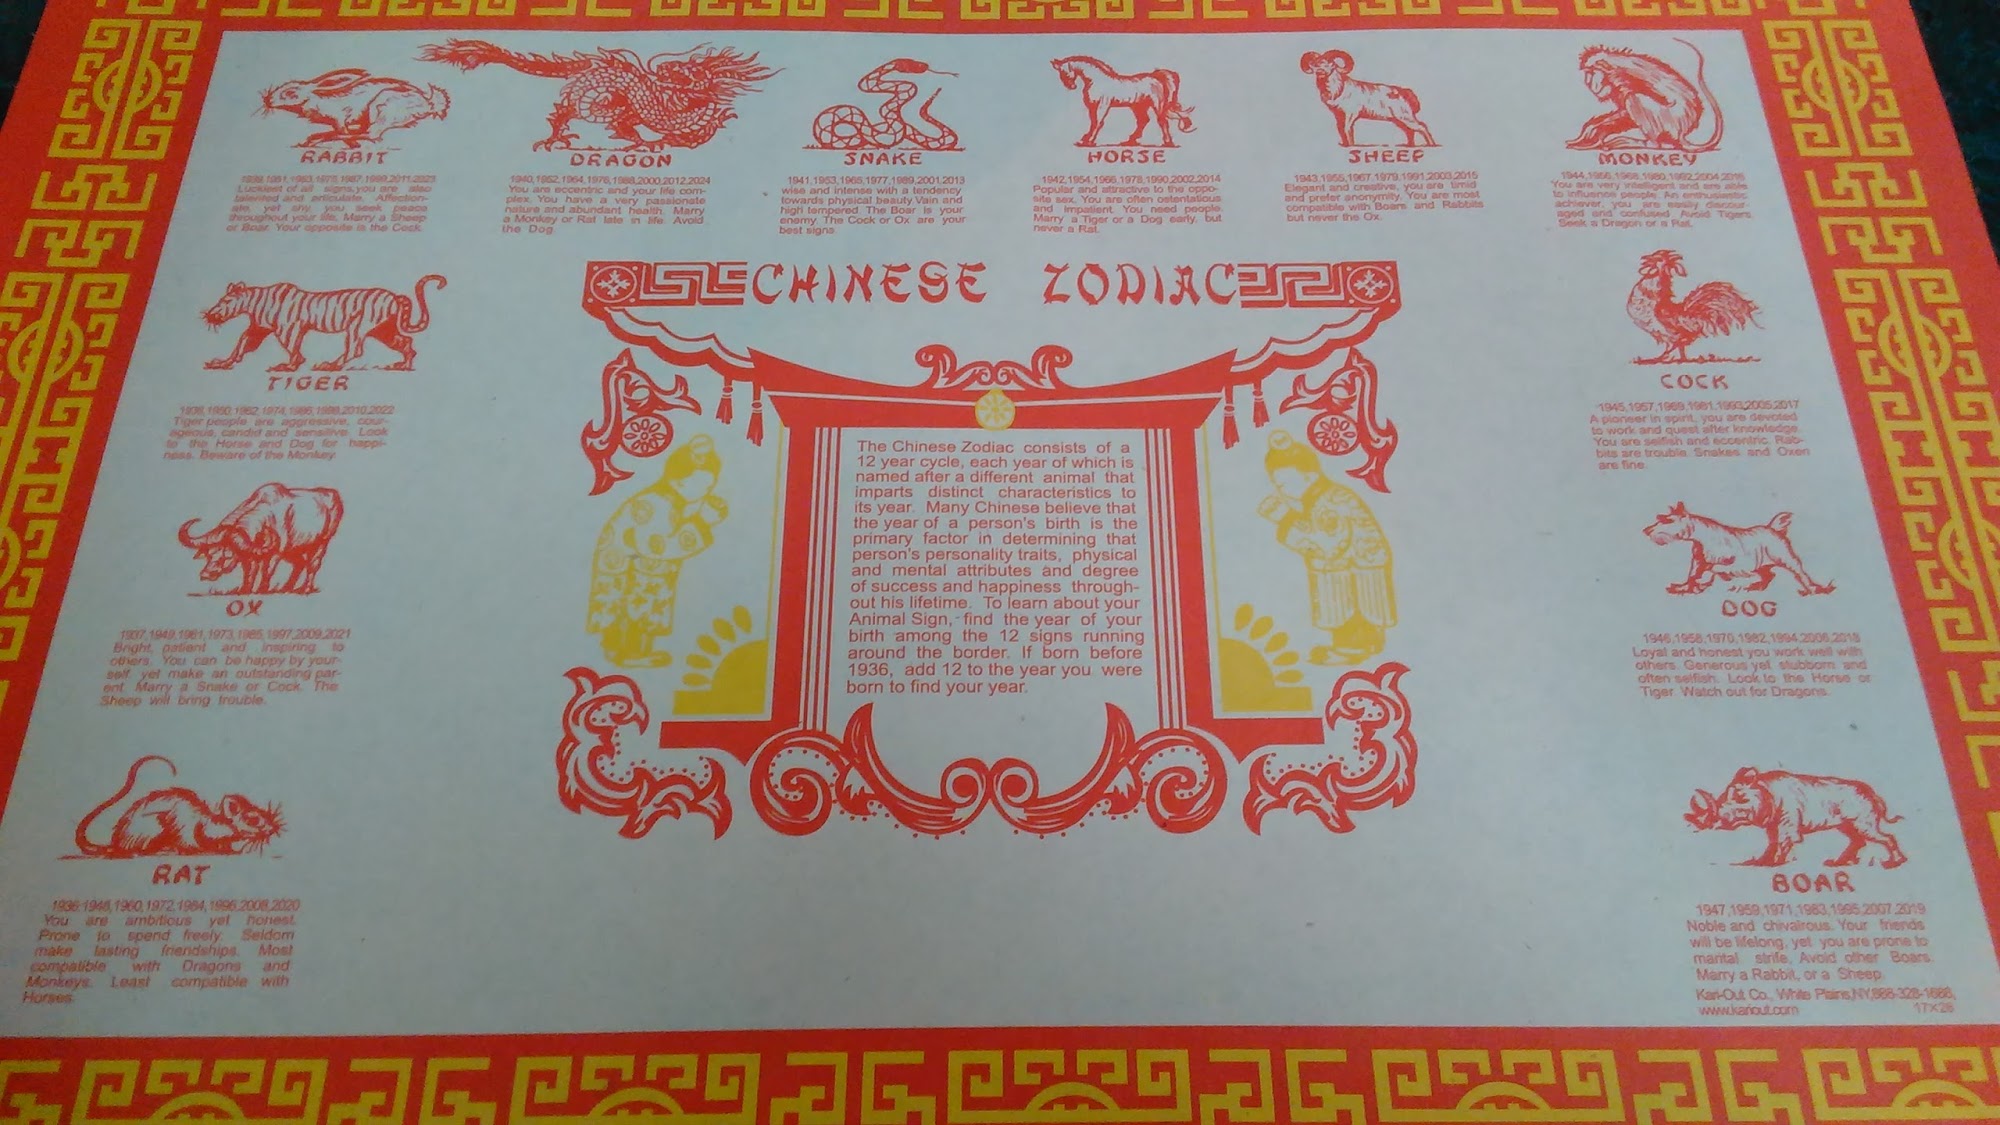 RABBIT
1939,1951,1963,1975,1987,1999,2011,2023
Luckiest of all signs, you are also
talented and articulate. Affection-
ate, yet shy, you seek peace
throughout your life. Marry a Sheep
or Boar. Your opposite is the Cock.
DRAGON
1940,1952,1964,1976,1988,2000,2012,2024
You are eccentric and your life com-
plex. You have a very passionate
nature and abundant health. Marry
a Monkey or Rat late in life. Avoid
the Dog.
SNAKE
1941,1953,1965,1977,1989,2001,2013
wise and intense with a tendency
towards physical beauty Vain and
high tempered The Boar is your
enemy. The Cock or Ox are your
best signs.
HORSE
1942,1954,1966,1978,1990,2002,2014
Popular and attractive to the oppo-
site sex. You are often ostentatious
and impatient. You need people.
Marry a Tiger or a Dog early, but
never a Rat.
SHEEP
1943,1955,1967,1979,1991,2003,2015
Elegant and creative, you are timid
and prefer anonymity. You are most
compatible with Boars and Rabbits
but never the Ox.
MONKEY
1944,1956,1968,1980,1992,2004,2016
You are very intelligent and are able
to influence people. An enthusiastic
achiever, you are easily discour-
aged and confused. Avoid Tigers.
Seek a Dragon or a Rat.
CHINESE ZODIAC
TIGER
1938,1950,1962,1974,1986,1998,2010,2022
Tiger people are aggressive, cour-
ageous, candid and sensitive. Look
to the Horse and Dog for happi-
ness. Beware of the Monkey.
COCK
1945,1957,1969,1981,1993,2005,2017
A pioneer in spirit, you are devoted
to work and quest after knowledge.
You are selfish and eccentric. Rab-
bits are trouble. Snakes and Oxen
are fine.
The Chinese Zodiac consists of a
12 year cycle, each year of which is
named after a different animal that
imparts distinct characteristics to
its year. Many Chinese believe that
the year of a person's birth is the
primary factor in determining that
person's personality traits, physical
and mental attributes and degree
of success and happiness through-
out his lifetime. To learn about your
Animal Sign, find the year of your
birth among the 12 signs running
around the border. If born before
1936, add 12 to the year you were
born to find your year.
OX
1937,1949,1961,1973,1985,1997,2009,2021
Bright, patient and inspiring to
others. You can be happy by your-
self, yet make an outstanding par-
ent. Marry a Snake or Cock. The
Sheep will bring trouble.
DOG
1946,1958,1970,1982,1994,2006,2018
Loyal and honest you work well with
others. Generous yet stubborn and
often selfish. Look to the Horse or
Tiger. Watch out for Dragons.
RAT
1936,1948,1960,1972,1984,1996,2008,2020
You are ambitious yet honest.
Prone to spend freely. Seldom
make lasting friendships. Most
compatible with Dragons and
Monkeys. Least compatible with
Horses.
BOAR
1947,1959,1971,1983,1995,2007,2019
Noble and chivalrous. Your friends
will be lifelong, yet you are prone to
marital strife. Avoid other Boars.
Marry a Rabbit, or a Sheep.
Kari-Out Co., White Plains,NY,888-328-1688,
www.kariout.com 17X26